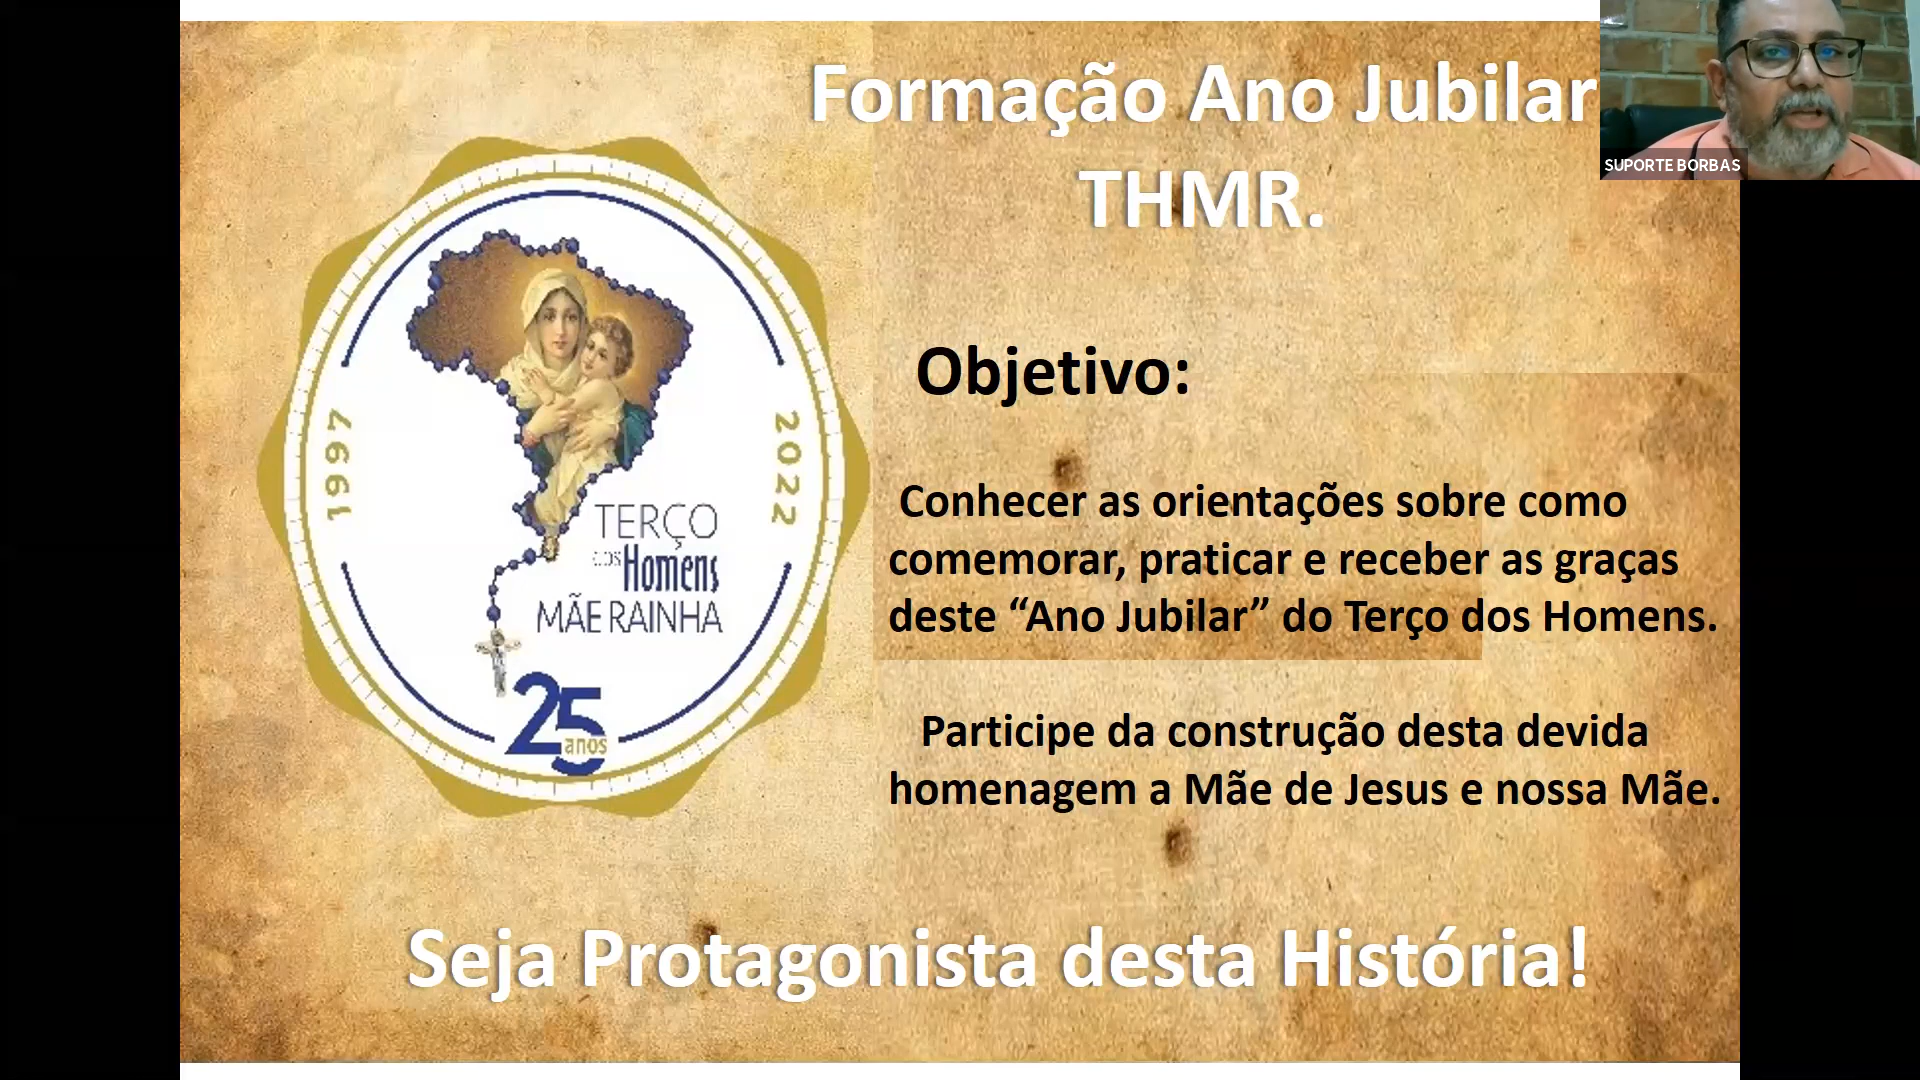 Formação Ano Jubilar
THMR.
SUPORTE BORBAS
1997
2022
TERÇO
dos Homens
MÃE RAINHA
25
anos
Objetivo:
Conhecer as orientações sobre como
comemorar, praticar e receber as graças
deste “Ano Jubilar” do Terço dos Homens.
Participe da construção desta devida
homenagem a Mãe de Jesus e nossa Mãe.
Seja Protagonista desta História!